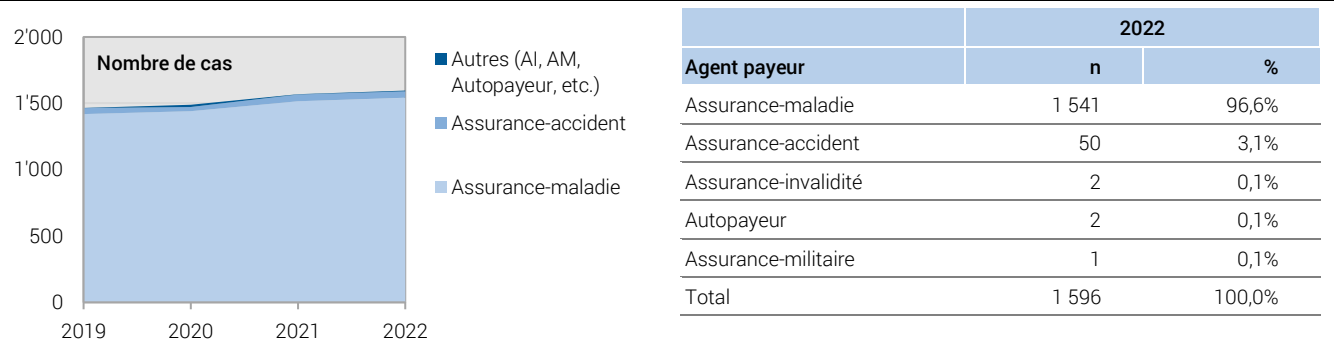 2'000
1'500
1'000
500
0
Nombre de cas
2019 2020 2021 2022
Autres (AI, AM,
Autopayeur, etc.)
Assurance-accident
Assurance-maladie
2022
Agent payeur n %
Assurance-maladie 1 541 96,6%
Assurance-accident 50 3,1%
Assurance-invalidité 2 0,1%
Autopayeur 2 0,1%
Assurance-militaire 1 0,1%
Total 1 596 100,0%